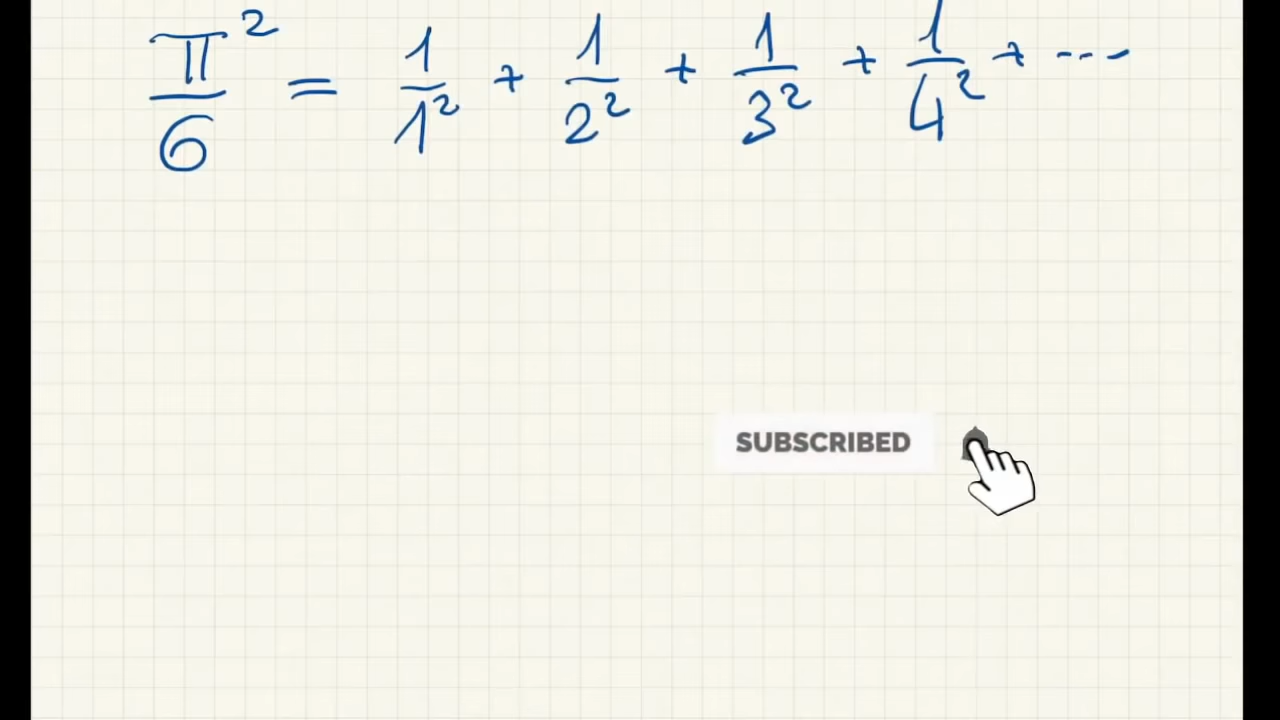 π²/6 = 1/1² + 1/2² + 1/3² + 1/4² + ---
SUBSCRIBED